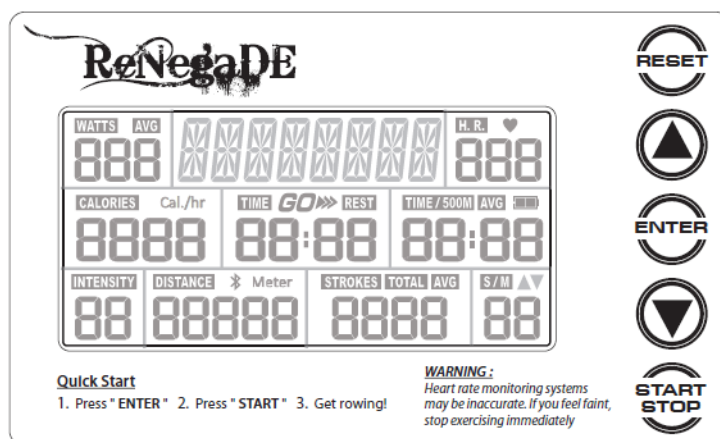 ReNegaDE
RESET
WATTS AVG H. R.
888 888
CALORIES Cal./hr TIME GO REST TIME / 500M AVG
8888 88:88 88:88
ENTER
INTENSITY DISTANCE Meter STROKES TOTAL AVG S / M
88 88888 8888 88
Quick Start
1. Press " ENTER " 2. Press " START " 3. Get rowing!
WARNING :
Heart rate monitoring systems
may be inaccurate. If you feel faint,
stop exercising immediately
START
STOP